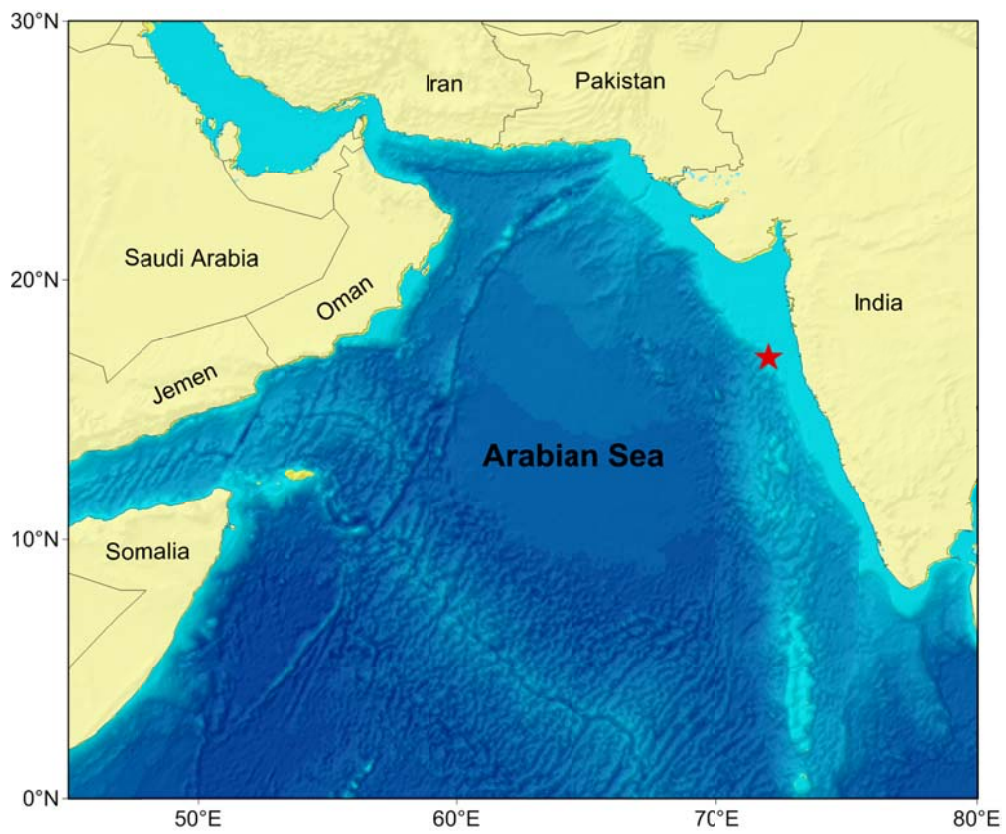 30°N
Iran
Pakistan
Saudi Arabia
20°N
Oman
India
Jemen
Arabian Sea
10°N
Somalia
0°N
50°E
60°E
70°E
80°E